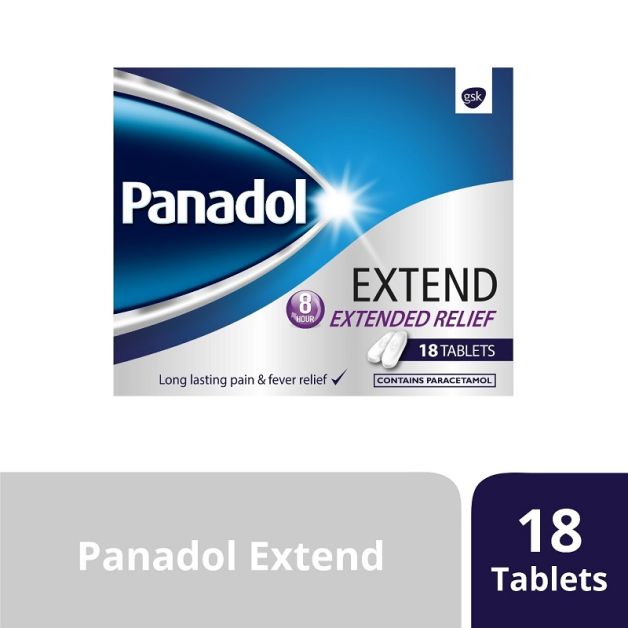 gsk
Panadol
EXTEND
8 HOUR
EXTENDED RELIEF
18 TABLETS
Long lasting pain & fever relief
CONTAINS PARACETAMOL
Panadol Extend
18
Tablets